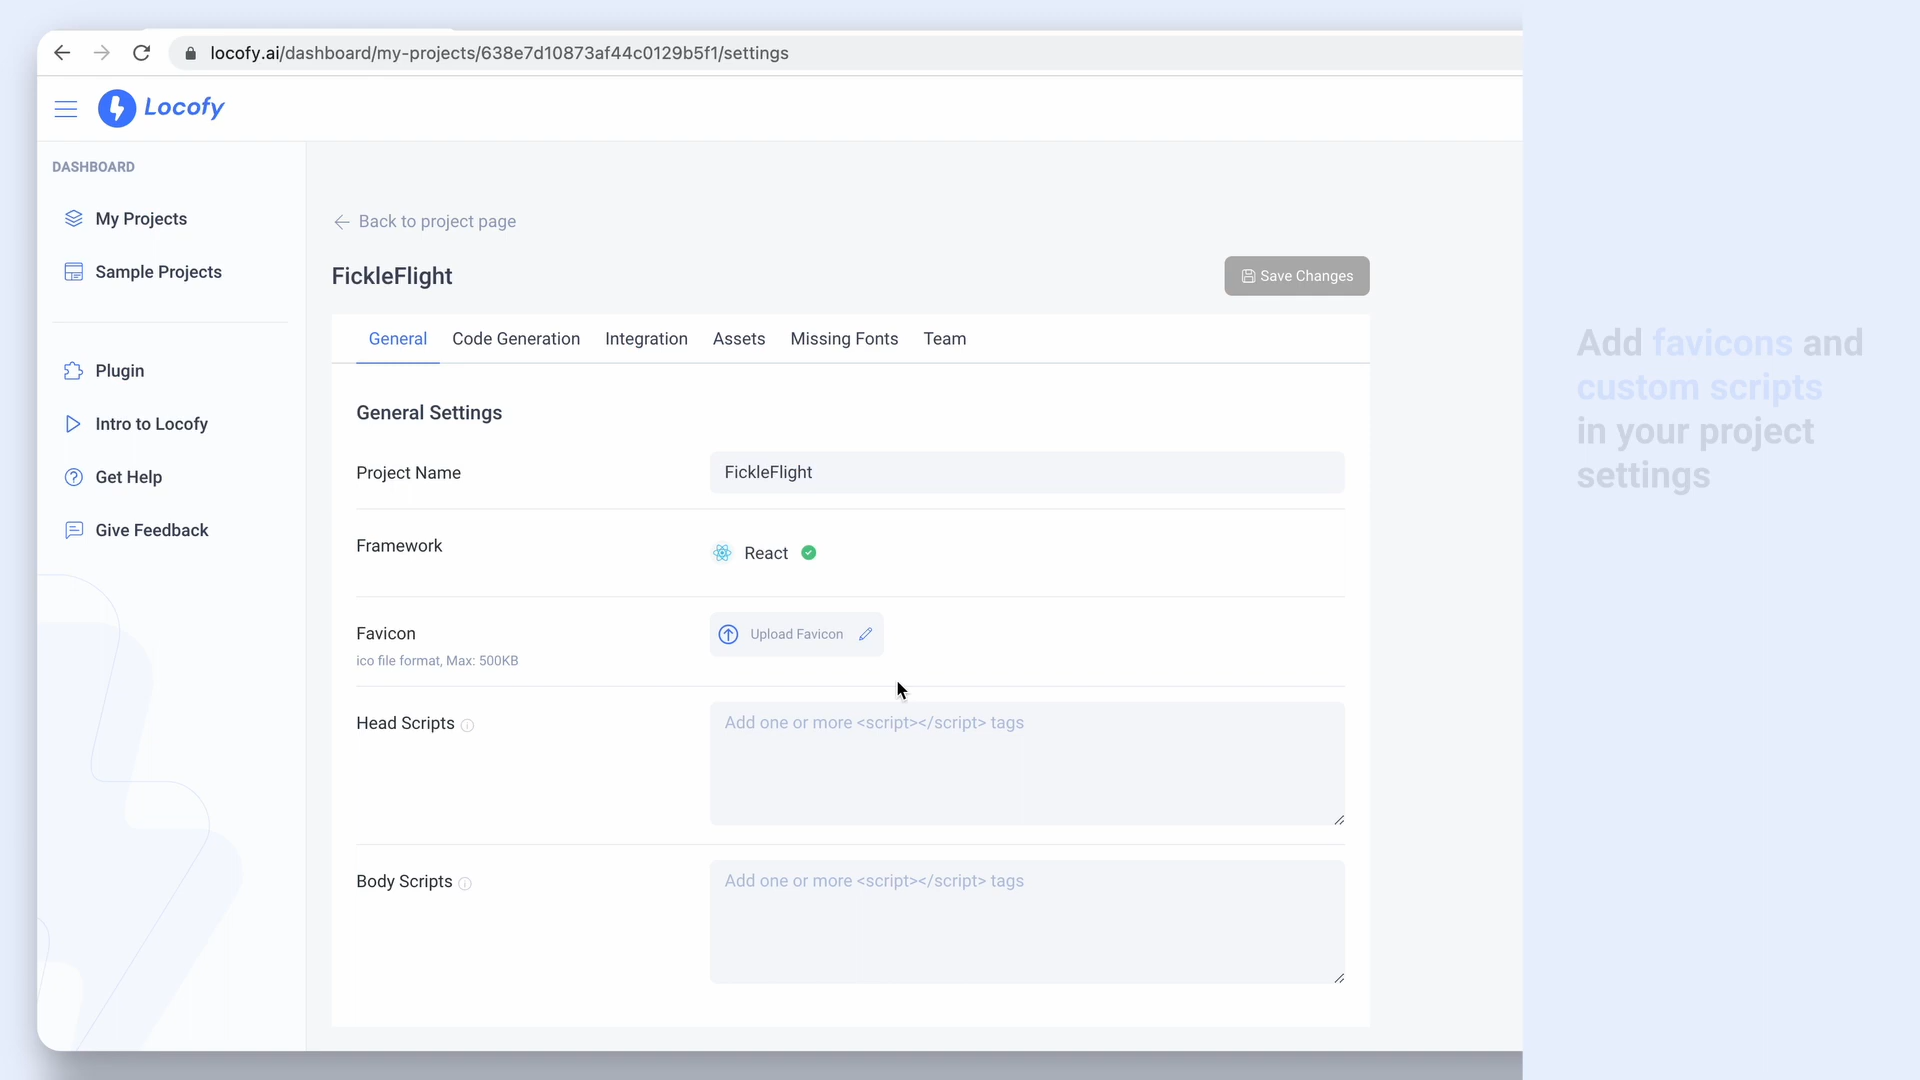 locofy.ai/dashboard/my-projects/638e7d10873af44c0129b5f1/settings
Locofy
DASHBOARD
My Projects
Sample Projects
Plugin
Intro to Locofy
Get Help
Give Feedback
Back to project page
FickleFlight
Save Changes
General Code Generation Integration Assets Missing Fonts Team
General Settings
Project Name FickleFlight
Framework React
Favicon Upload Favicon
ico file format, Max: 500KB
Head Scripts Add one or more <script></script> tags
Body Scripts Add one or more <script></script> tags
Add favicons and
custom scripts
in your project
settings